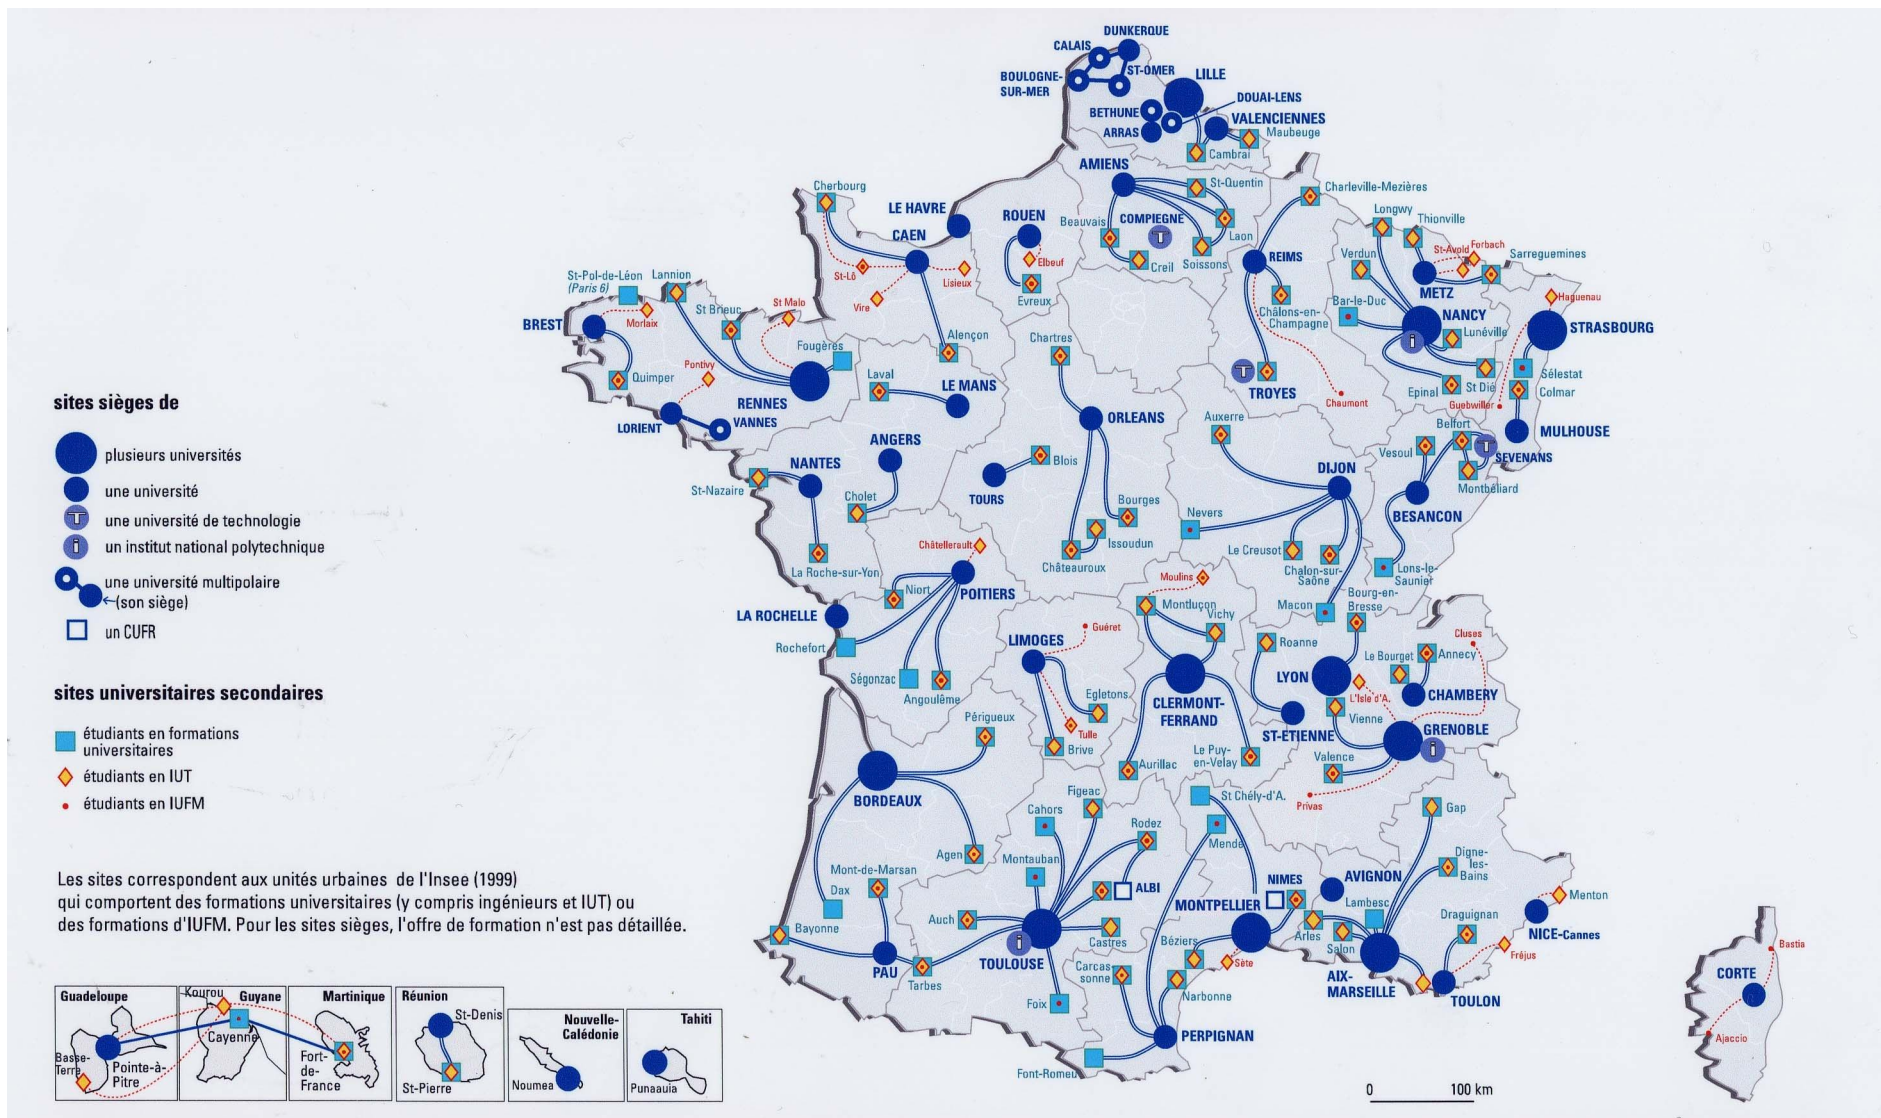 DUNKERQUE
CALAIS
BOULOGNE-
SUR-MER
ST-OMER
LILLE
DOUAI-LENS
BETHUNE
VALENCIENNES
ARRAS
Maubeuge
Cambrai
AMIENS
St-Quentin
Charleville-Mezières
Cherbourg
LE HAVRE
ROUEN
Beauvais
COMPIEGNE
T
Laon
Creil
Soissons
CAEN
St-Lô
Vire
Lisieux
Elbeuf
Evreux
Alençon
REIMS
Châlons-en-
Champagne
T
TROYES
Chaumont
Longwy
Thionville
Verdun
St-Avold
Forbach
Sarreguemines
METZ
Bar-le-Duc
NANCY
i
Lunéville
Haguenau
STRASBOURG
Epinal
St Dié
Sélestat
Colmar
Guebwiller
MULHOUSE
St-Pol-de-Léon
(Paris 6)
Lannion
St Brieuc
St Malo
BREST
Morlaix
Fougères
Quimper
Pontivy
RENNES
LORIENT
VANNES
Laval
LE MANS
Chartres
ORLEANS
ANGERS
NANTES
St-Nazaire
Cholet
La Roche-sur-Yon
Blois
TOURS
Bourges
Issoudun
Châteauroux
Auxerre
DIJON
Nevers
Le Creusot
Chalon-sur-
Saône
Macon
Belfort
Vesoul
T
SEVENANS
Montbéliard
BESANCON
Lons-le-
Saunier
Châtellerault
Niort
POITIERS
LA ROCHELLE
Rochefort
Ségonzac
Angoulême
LIMOGES
Guéret
Egletons
Tulle
Brive
Moulins
Montluçon
Vichy
CLERMONT-
FERRAND
Aurillac
Le Puy-
en-Velay
Bourg-en-
Bresse
Roanne
LYON
Le Bourget
Annecy
Cluses
CHAMBERY
L'Isle d'A.
Vienne
ST-ETIENNE
GRENOBLE
i
Valence
Privas
Périgueux
BORDEAUX
Agen
Mont-de-Marsan
Dax
Bayonne
PAU
Tarbes
Figeac
Cahors
Rodez
Montauban
ALBI
Auch
Castres
i
TOULOUSE
Foix
St Chély-d'A.
Mende
NIMES
MONTPELLIER
Béziers
Sète
Carcas
sonne
Narbonne
PERPIGNAN
Font-Romeu
Gap
Digne-
les-
Bains
AVIGNON
Lambesc
Arles
Salon
AIX-
MARSEILLE
Draguignan
Menton
NICE-Cannes
Fréjus
TOULON
CORTE
Bastia
Ajaccio
0
100 km
sites sièges de
plusieurs universités
une université
T
une université de technologie
i
un institut national polytechnique
une université multipolaire
←(son siège)
un CUFR
sites universitaires secondaires
étudiants en formations
universitaires
étudiants en IUT
étudiants en IUFM
Les sites correspondent aux unités urbaines de l'Insee (1999)
qui comportent des formations universitaires (y compris ingénieurs et IUT) ou
des formations d'IUFM. Pour les sites sièges, l'offre de formation n'est pas détaillée.
Guadeloupe
Basse-
Terre
Pointe-à-
Pitre
Kourou
Guyane
Cayenne
Martinique
Fort-
de-
France
Réunion
St-Denis
St-Pierre
Nouvelle-
Calédonie
Noumea
Tahiti
Punaauia